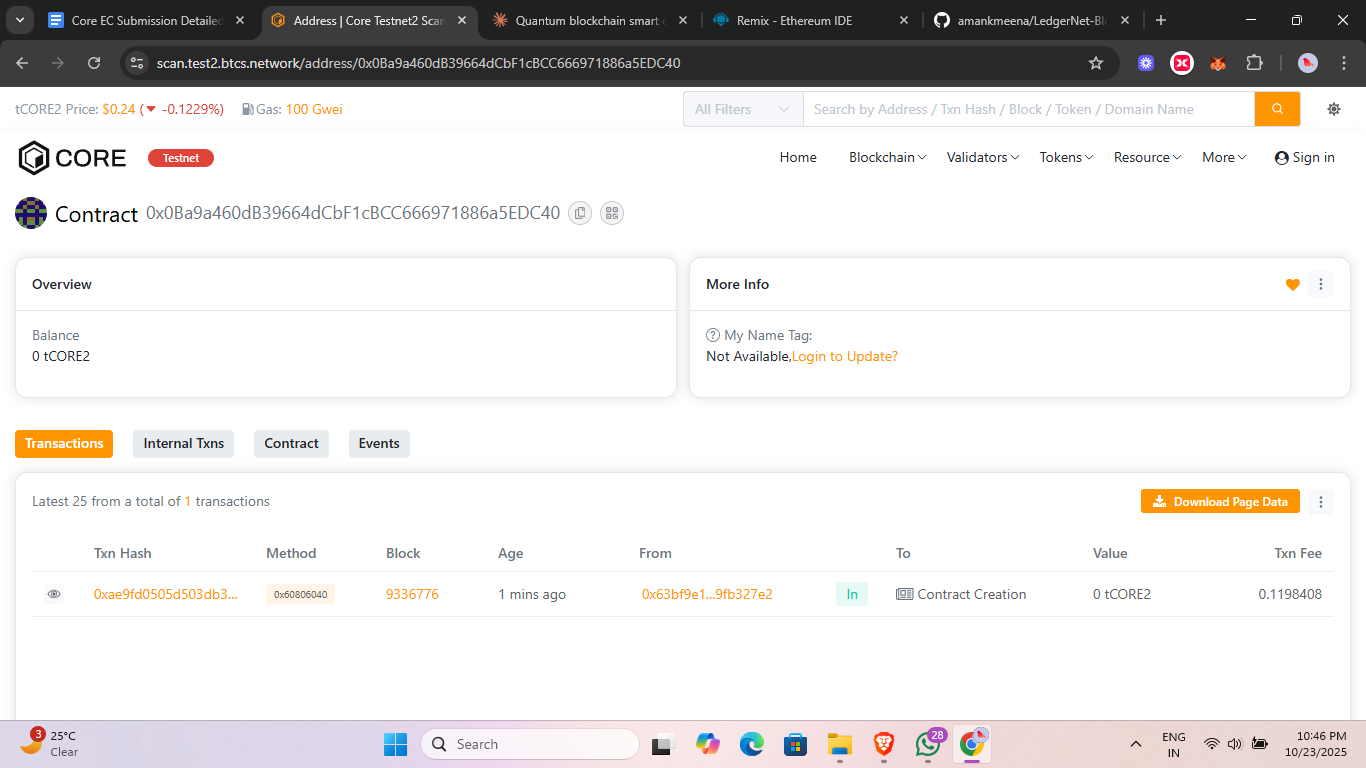 Core EC Submission Detailed
Address | Core Testnet2 Scan
Quantum blockchain smart
Remix - Ethereum IDE
amankmeena/LedgerNet-Blo
scan.test2.btcs.network/address/0x0Ba9a460dB39664dCbF1cBCC666971886a5EDC40
tCORE2 Price: $0.24 (▼ -0.1229%) Gas: 100 Gwei
All Filters
Search by Address / Txn Hash / Block / Token / Domain Name
CORE Testnet
Home Blockchain Validators Tokens Resource More Sign in
Contract 0x0Ba9a460dB39664dCbF1cBCC666971886a5EDC40
Overview
Balance
0 tCORE2
More Info
My Name Tag:
Not Available,Login to Update?
Transactions Internal Txns Contract Events
Latest 25 from a total of 1 transactions
Download Page Data
Txn Hash Method Block Age From To Value Txn Fee
0xae9fd0505d503db3... 0x60806040 9336776 1 mins ago 0x63bf9e1...9fb327e2 In Contract Creation 0 tCORE2 0.1198408
3
25°C
Clear
Search
28
ENG
IN
10:46 PM
10/23/2025